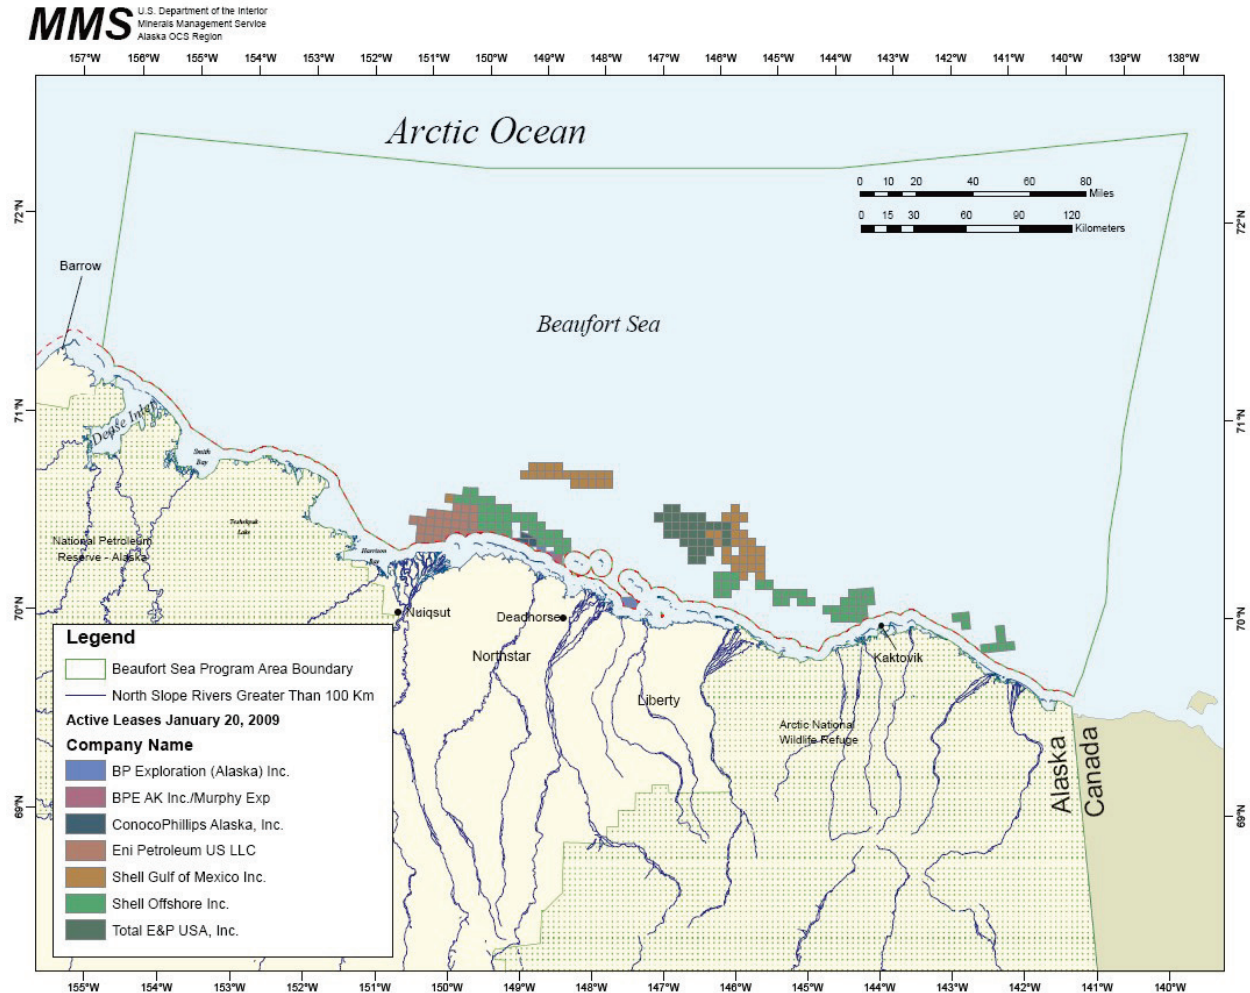 MMS
U.S. Department of the Interior
Minerals Management Service
Alaska OCS Region
157°W 156°W 155°W 154°W 153°W 152°W 151°W 150°W 149°W 148°W 147°W 146°W 145°W 144°W 143°W 142°W 141°W 140°W 139°W 138°W
Arctic Ocean
0 10 20 40 60 80
Miles
0 15 30 60 90 120
Kilometers
72°N
72°N
Barrow
Beaufort Sea
71°N
71°N
Dease Inlet
Smith
Bay
Teshekpuk
Lake
National Petroleum
Reserve - Alaska
Harrison
Bay
70°N
70°N
Nuiqsut
Deadhorse
Northstar
Kaktovik
Liberty
Arctic National
Wildlife Refuge
Alaska
Canada
69°N
69°N
Legend
Beaufort Sea Program Area Boundary
North Slope Rivers Greater Than 100 Km
Active Leases January 20, 2009
Company Name
BP Exploration (Alaska) Inc.
BPE AK Inc./Murphy Exp
ConocoPhillips Alaska, Inc.
Eni Petroleum US LLC
Shell Gulf of Mexico Inc.
Shell Offshore Inc.
Total E&P USA, Inc.
155°W 154°W 153°W 152°W 151°W 150°W 149°W 148°W 147°W 146°W 145°W 144°W 143°W 142°W 141°W 140°W